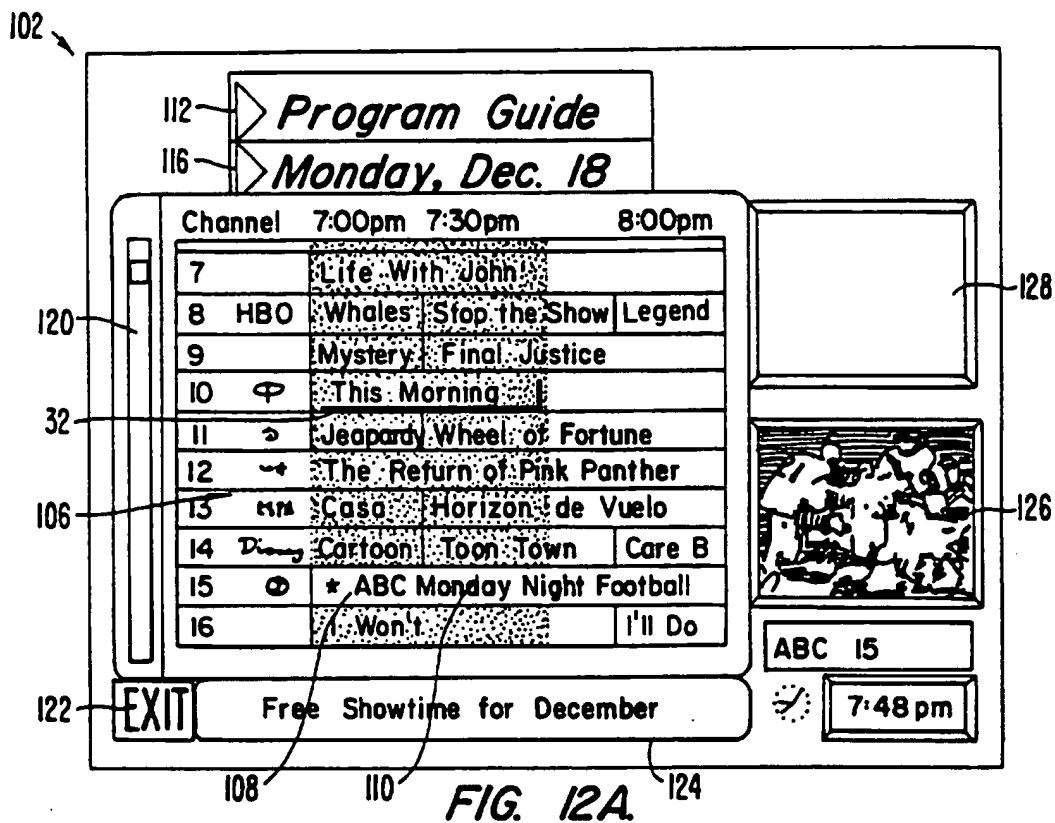 102
112
Program Guide
116
Monday, Dec. 18
Channel 7:00pm 7:30pm 8:00pm
7 Life With John!
128
8 HBO Whales Stop the Show Legend
120
9 Mystery Final Justice
10 This Morning
32
11 Jeapardy Wheel of Fortune
12 The Return of Pink Panther
106
13 Casa Horizon de Vuelo
126
14 Disney Cartoon Toon Town Care B
15 * ABC Monday Night Football
16 I Won't I'll Do
ABC 15
122
EXIT
Free Showtime for December
7:48 pm
108
110
124
FIG. 12A.